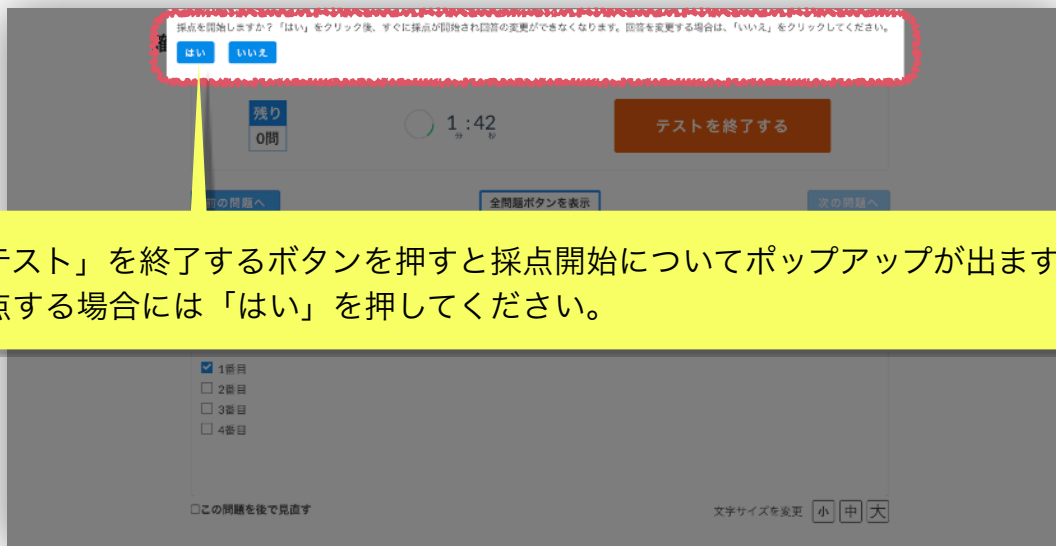 採点を開始しますか？「はい」をクリック後、すぐに採点が開始され回答の変更ができなくなります。回答を変更する場合は、「いいえ」をクリックしてください。
はい いいえ
残り
0問
1 : 42
分 秒
テストを終了する
前の問題へ 全問題ボタンを表示 次の問題へ
テスト」を終了するボタンを押すと採点開始についてポップアップが出ます
点する場合には「はい」を押してください。
1番目
2番目
3番目
4番目
この問題を後で見直す
文字サイズを変更 小 中 大